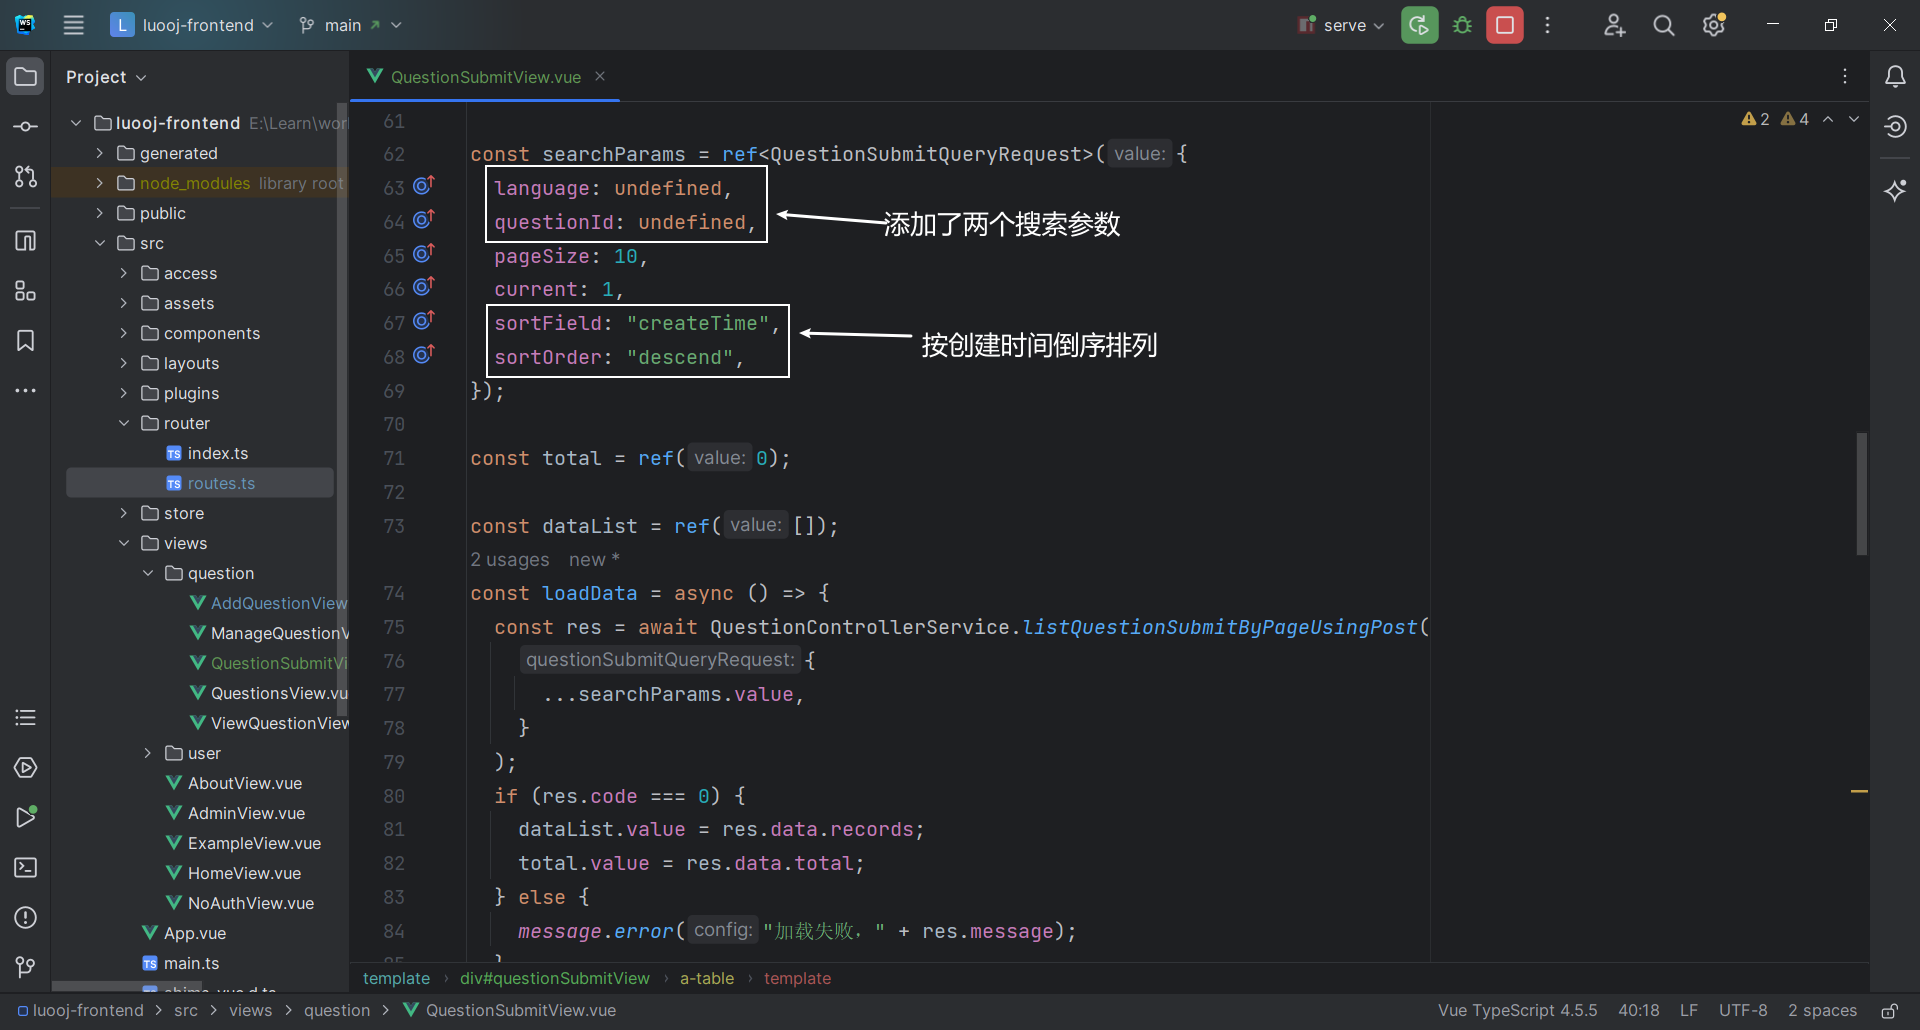 L luooj-frontend main serve
Project
QuestionSubmitView.vue
luooj-frontend E:\Learn\wor
generated
node_modules library root
public
src
access
assets
components
layouts
plugins
router
TS index.ts
TS routes.ts
store
views
question
AddQuestionView
ManageQuestionV
QuestionSubmitVi
QuestionsView.vu
ViewQuestionView
user
AboutView.vue
AdminView.vue
ExampleView.vue
HomeView.vue
NoAuthView.vue
App.vue
TS main.ts
2 4
61
62 const searchParams = ref<QuestionSubmitQueryRequest>( value: {
63 language: undefined,
64 questionId: undefined,
添加了两个搜索参数
65 pageSize: 10,
66 current: 1,
67 sortField: "createTime",
68 sortOrder: "descend",
按创建时间倒序排列
69 });
70
71 const total = ref( value: 0);
72
73 const dataList = ref( value: []);
2 usages new *
74 const loadData = async () => {
75 const res = await QuestionControllerService.listQuestionSubmitByPageUsingPost(
76 questionSubmitQueryRequest: {
77 ...searchParams.value,
78 }
79 );
80 if (res.code === 0) {
81 dataList.value = res.data.records;
82 total.value = res.data.total;
83 } else {
84 message.error( config: "加载失败，" + res.message);
template › div#questionSubmitView › a-table › template
luooj-frontend > src > views > question > QuestionSubmitView.vue
Vue TypeScript 4.5.5 40:18 LF UTF-8 2 spaces